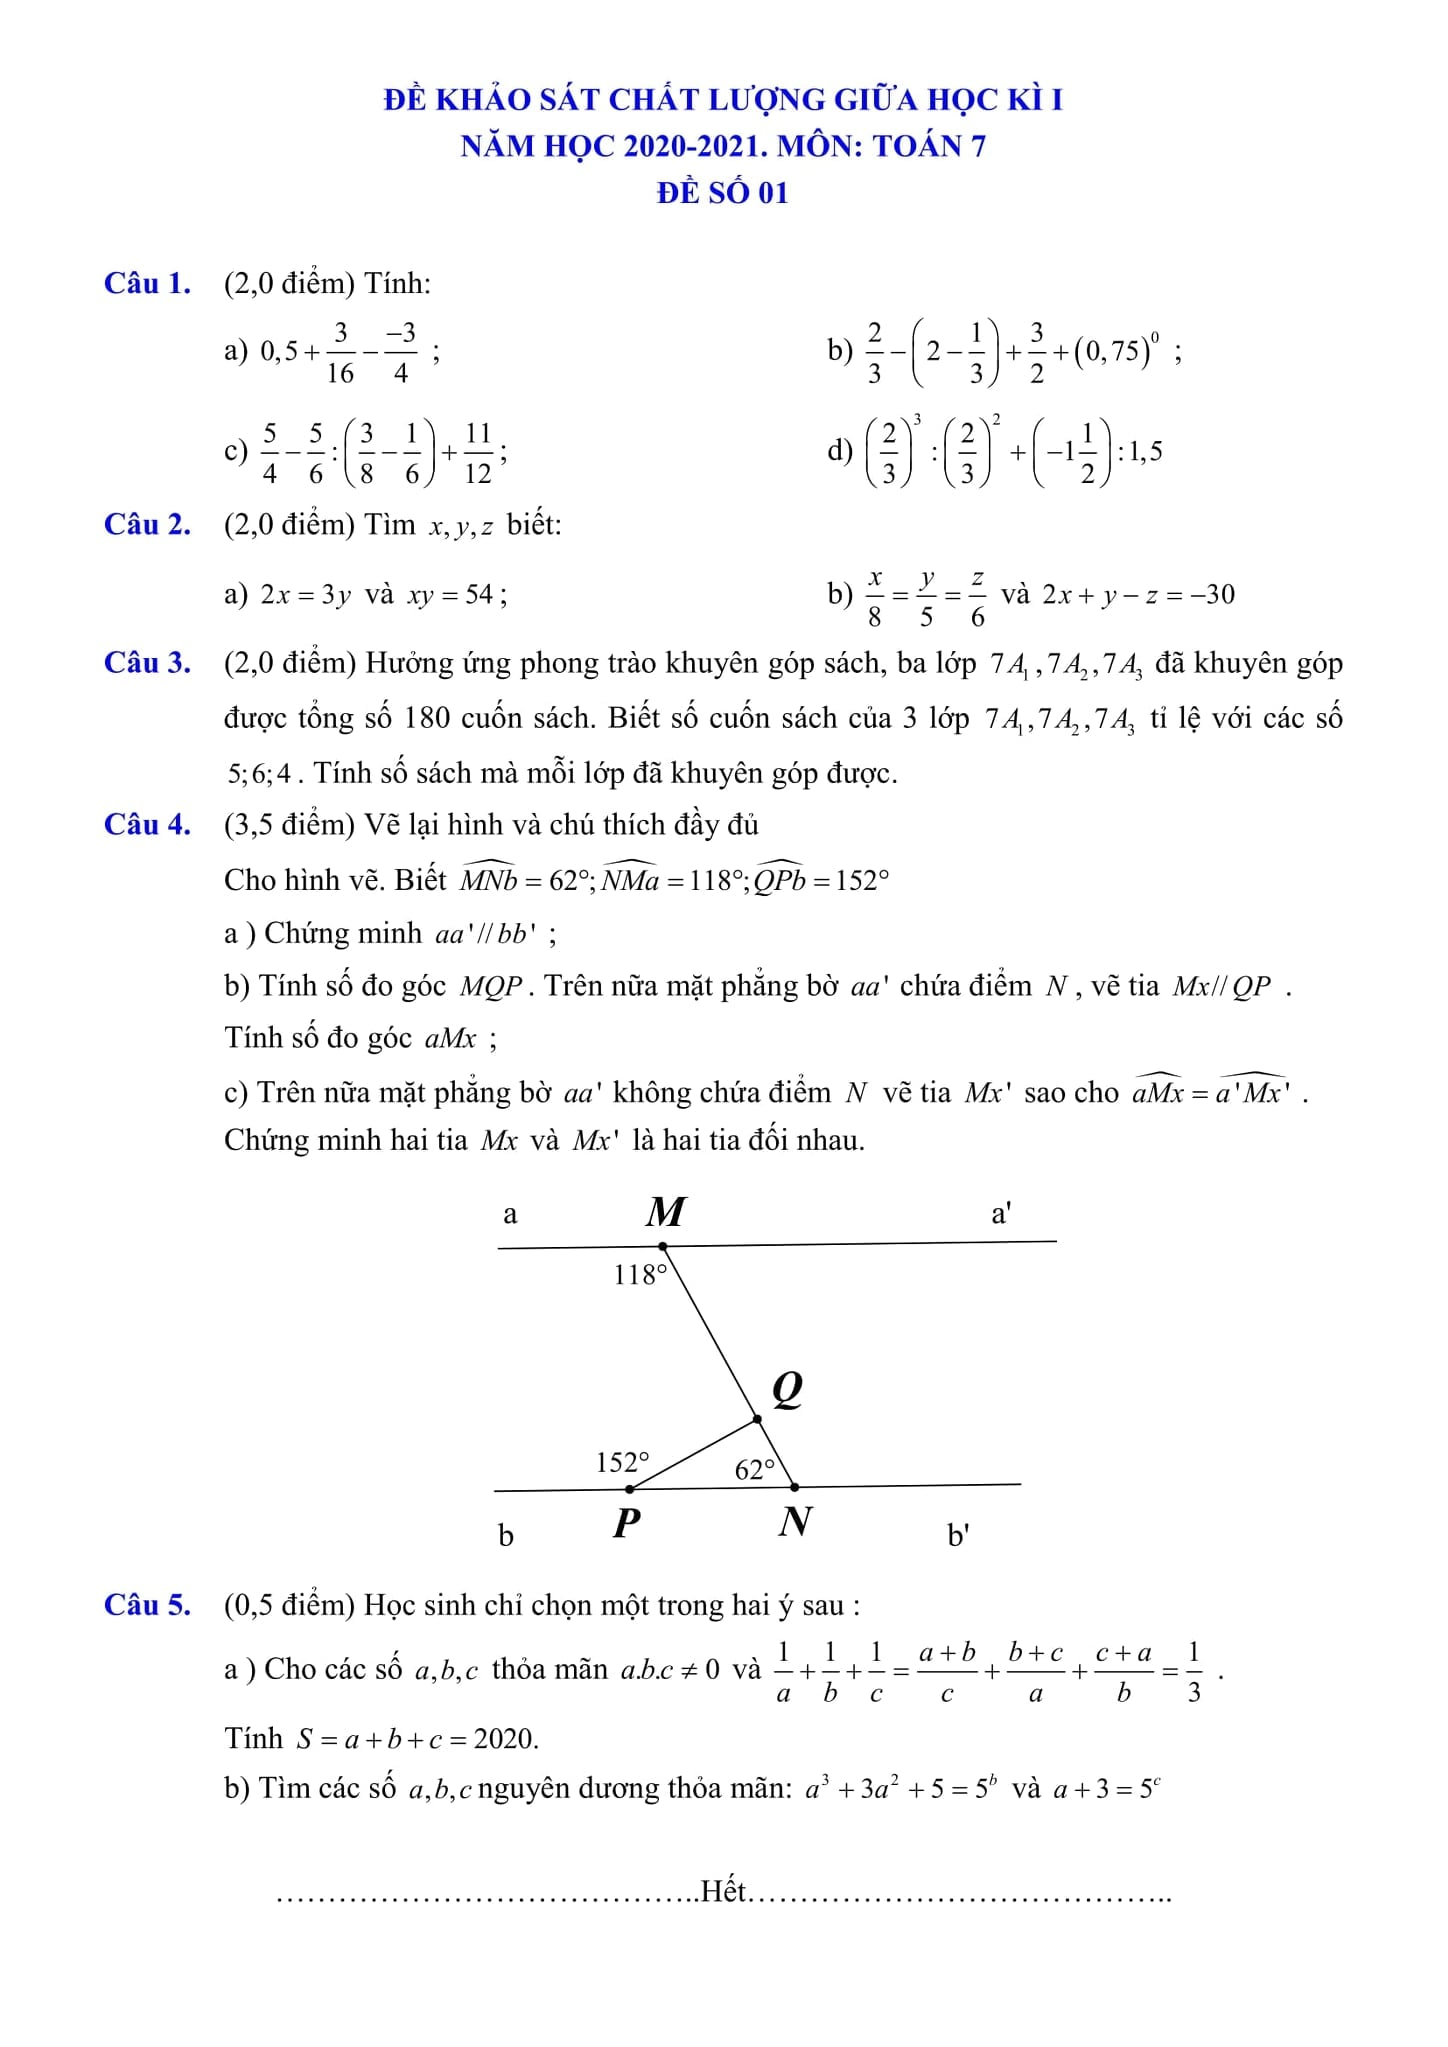 ĐỀ KHẢO SÁT CHẤT LƯỢNG GIỮA HỌC KÌ I
NĂM HỌC 2020-2021. MÔN: TOÁN 7
ĐỀ SỐ 01
Câu 1. (2,0 điểm) Tính:
a) 0,5 + 3/16 − −3/4 ; b) 2/3 − (2 − 1/3) + 3/2 + (0,75)⁰ ;
c) 5/4 − 5/6 : (3/8 − 1/6) + 11/12 ; d) (2/3)³ : (2/3)² + (−1 1/2) : 1,5
Câu 2. (2,0 điểm) Tìm x, y, z biết:
a) 2x = 3y và xy = 54 ; b) x/8 = y/5 = z/6 và 2x + y − z = −30
Câu 3. (2,0 điểm) Hưởng ứng phong trào khuyên góp sách, ba lớp 7A₁ , 7A₂ , 7A₃ đã khuyên góp
được tổng số 180 cuốn sách. Biết số cuốn sách của 3 lớp 7A₁ , 7A₂ , 7A₃ tỉ lệ với các số
5; 6; 4 . Tính số sách mà mỗi lớp đã khuyên góp được.
Câu 4. (3,5 điểm) Vẽ lại hình và chú thích đầy đủ
Cho hình vẽ. Biết MNb = 62°; NMa = 118°; QPb = 152°
a ) Chứng minh aa' // bb' ;
b) Tính số đo góc MQP . Trên nữa mặt phẳng bờ aa' chứa điểm N , vẽ tia Mx // QP .
Tính số đo góc aMx ;
c) Trên nữa mặt phẳng bờ aa' không chứa điểm N vẽ tia Mx' sao cho aMx = a'Mx' .
Chứng minh hai tia Mx và Mx' là hai tia đối nhau.
a M a'
118°
Q
152° 62°
b P N b'
Câu 5. (0,5 điểm) Học sinh chỉ chọn một trong hai ý sau :
a ) Cho các số a, b, c thỏa mãn a.b.c ≠ 0 và 1/a + 1/b + 1/c = a + b/c + b + c/a + c + a/b = 1/3 .
Tính S = a + b + c = 2020.
b) Tìm các số a, b, c nguyên dương thỏa mãn: a³ + 3a² + 5 = 5ᵇ và a + 3 = 5ᶜ
…………………………………..Hết…………………………………..